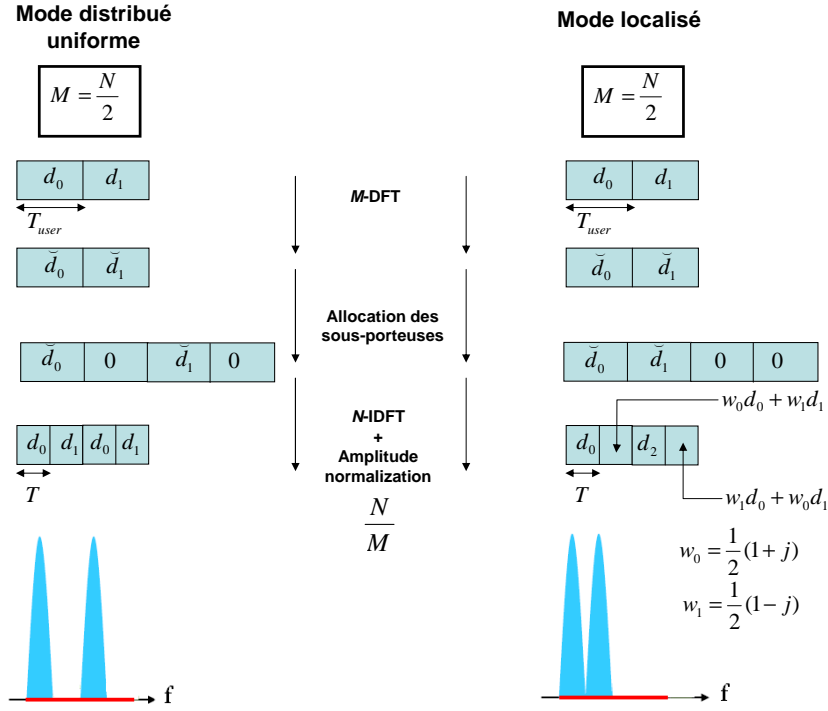 Mode distribué
uniforme
M = N/2
d₀ d₁
T_user
d̆₀ d̆₁
d̆₀ 0 d̆₁ 0
d₀ d₁ d₀ d₁
T
f
M-DFT
Allocation des
sous-porteuses
N-IDFT
+
Amplitude
normalization
N/M
Mode localisé
M = N/2
d₀ d₁
T_user
d̆₀ d̆₁
d̆₀ d̆₁ 0 0
w₀d₀ + w₁d₁
d₀ d₂
T
w₁d₀ + w₀d₁
w₀ = 1/2 (1 + j)
w₁ = 1/2 (1 − j)
f